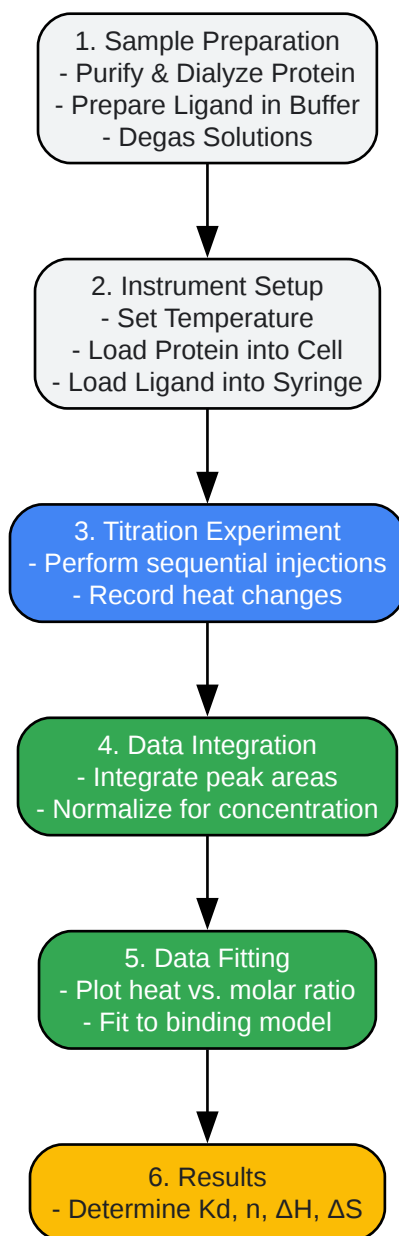 1. Sample Preparation
- Purify & Dialyze Protein
- Prepare Ligand in Buffer
- Degas Solutions
2. Instrument Setup
- Set Temperature
- Load Protein into Cell
- Load Ligand into Syringe
3. Titration Experiment
- Perform sequential injections
- Record heat changes
4. Data Integration
- Integrate peak areas
- Normalize for concentration
5. Data Fitting
- Plot heat vs. molar ratio
- Fit to binding model
6. Results
- Determine Kd, n, ΔH, ΔS